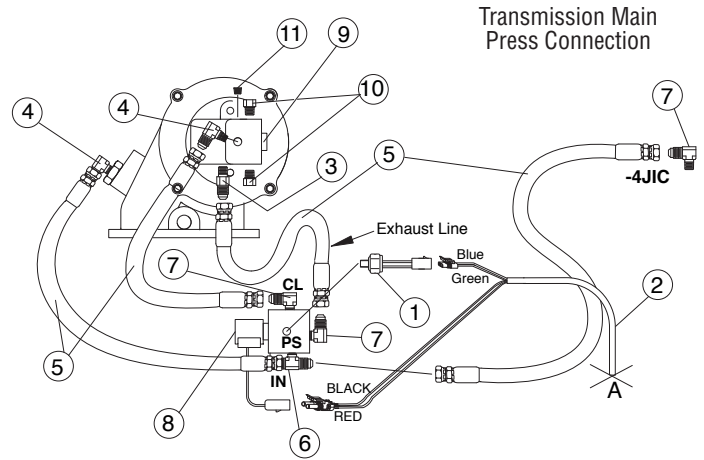 Transmission Main
Press Connection
11
9
10
4
4
7
5
-4JIC
3
Exhaust Line
Blue
Green
7
CL
1
2
PS
7
5
8
IN
BLACK
RED
A
6